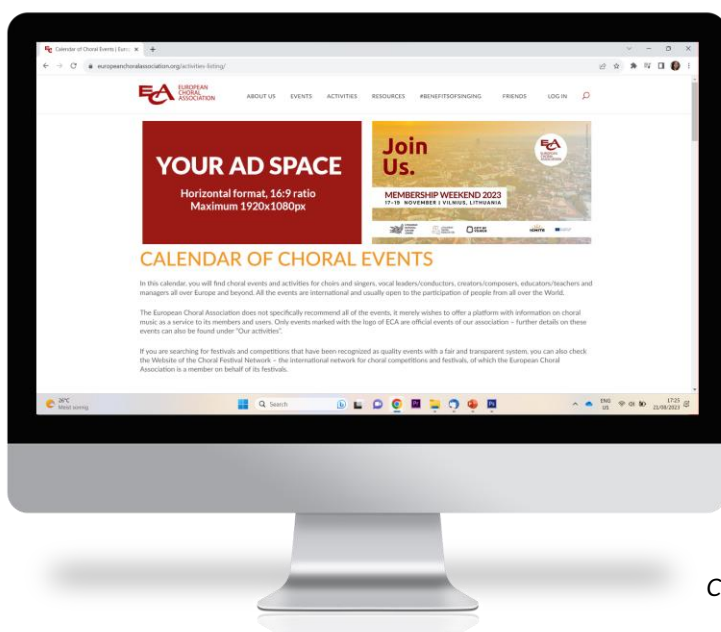 Calendar of Choral Events | Euro
europeanchoralassociation.org/activities-listing/
ECA EUROPEAN CHORAL ASSOCIATION
ABOUT US EVENTS ACTIVITIES RESOURCES #BENEFITSOFSINGING FRIENDS LOG IN
YOUR AD SPACE
Horizontal format, 16:9 ratio
Maximum 1920x1080px
Join
Us.
ECA
MEMBERSHIP WEEKEND 2023
17-19 NOVEMBER | VILNIUS, LITHUANIA
CALENDAR OF CHORAL EVENTS
In this calendar, you will find choral events and activities for choirs and singers, vocal leaders/conductors, creators/composers, educators/teachers and
managers all over Europe and beyond. All the events are international and usually open to the participation of people from all over the World.
The European Choral Association does not specifically recommend all of the events, it merely wishes to offer a platform with information on choral
music as a service to its members and users. Only events marked with the logo of ECA are official events of our association – further details on these
events can also be found under "Our activities".
If you are searching for festivals and competitions that have been recognized as quality events with a fair and transparent system, you can also check
the Website of the Choral Festival Network – the international network for choral competitions and festivals, of which the European Choral
Association is a member on behalf of its festivals.
26°C
Search
ENG
US
17:25
21/08/2023
C